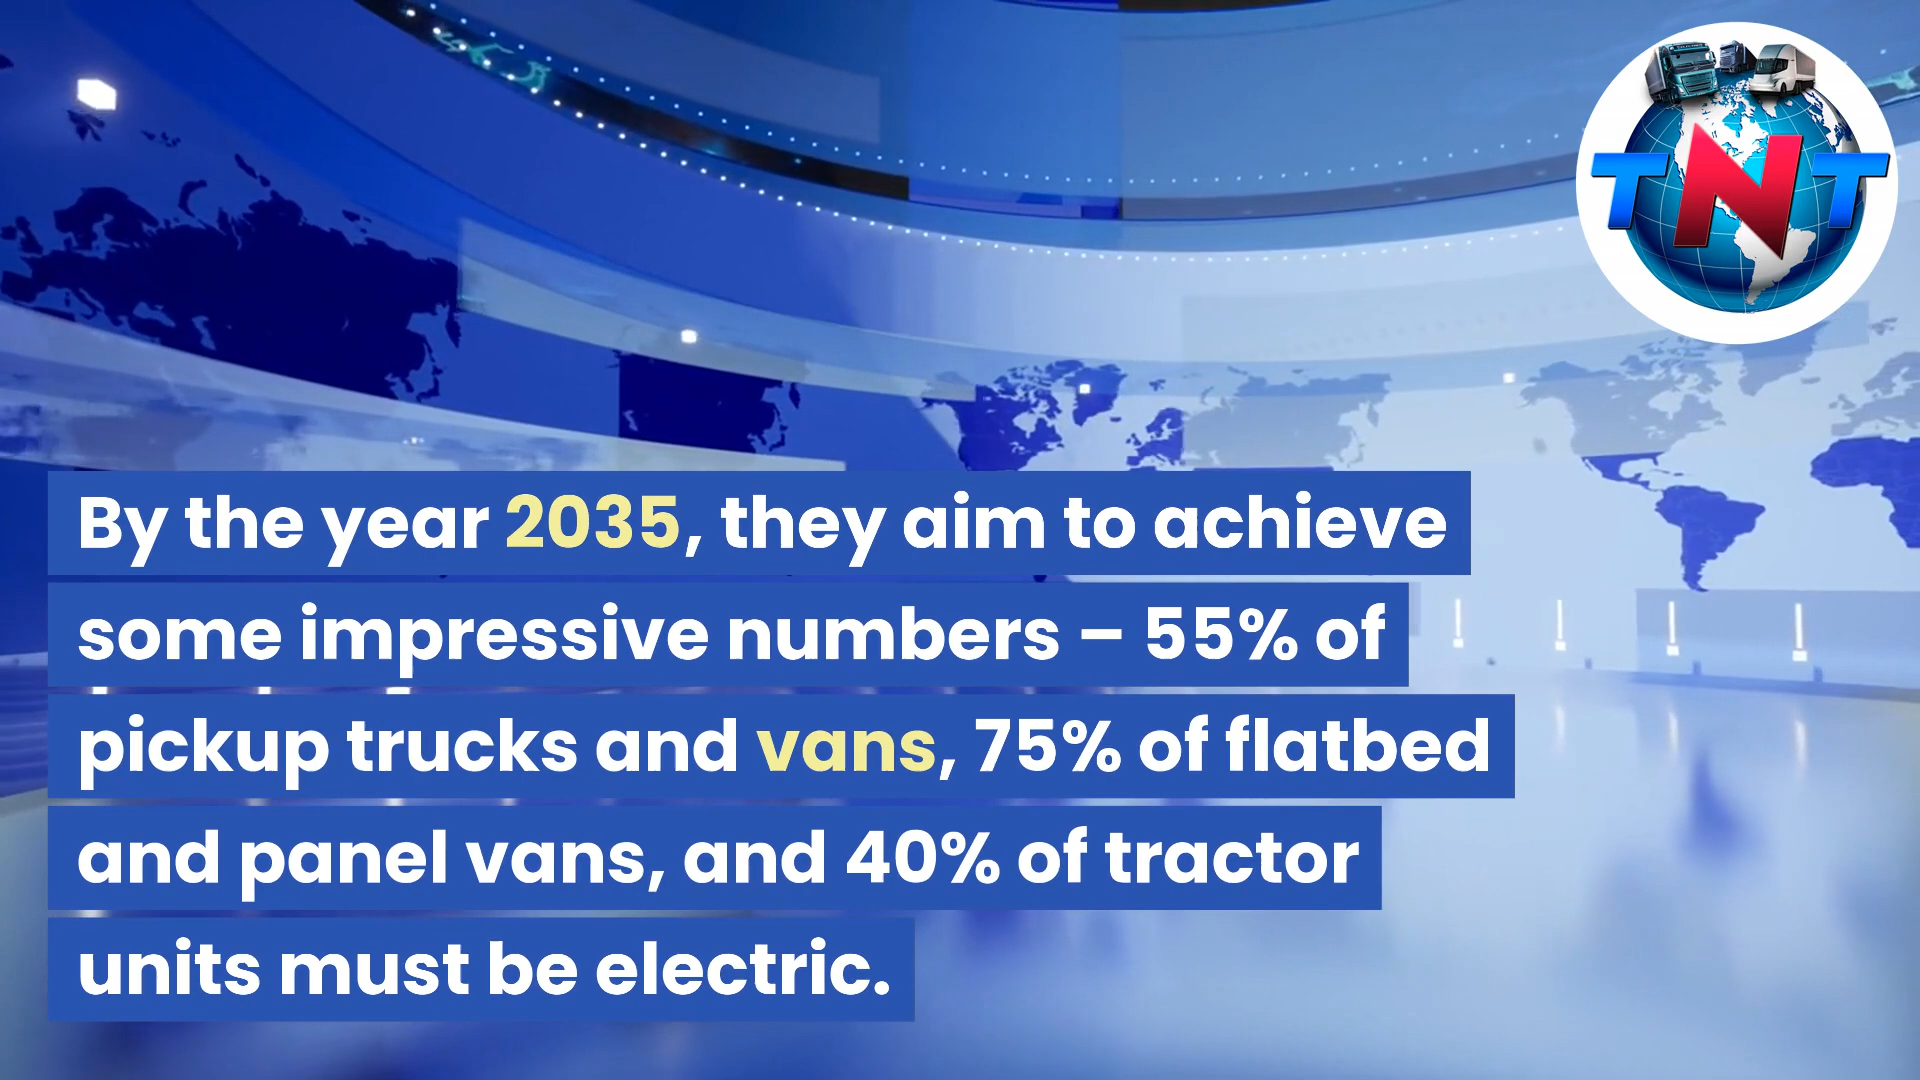 TNT
By the year 2035, they aim to achieve
some impressive numbers – 55% of
pickup trucks and vans, 75% of flatbed
and panel vans, and 40% of tractor
units must be electric.